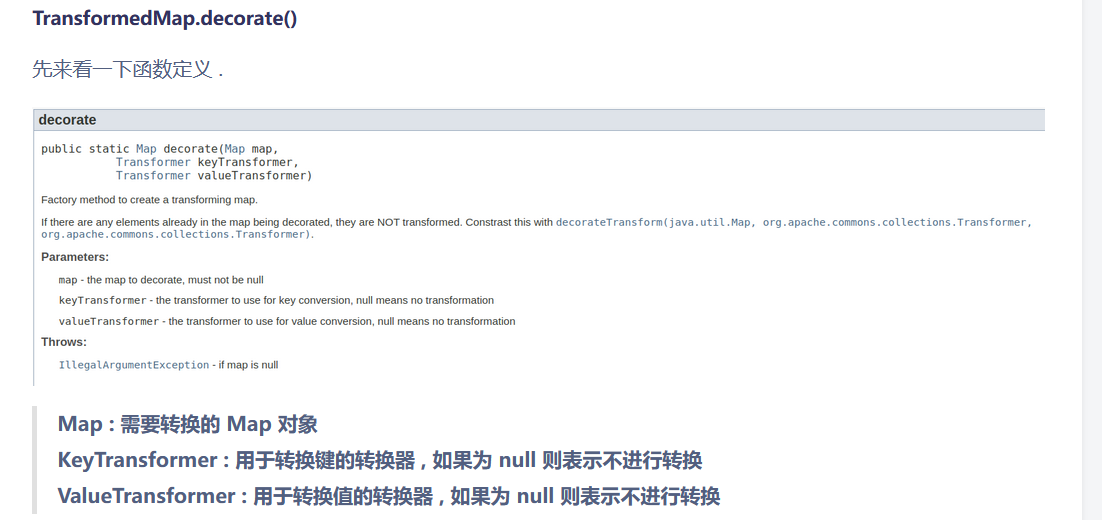 TransformedMap.decorate()
先来看一下函数定义 .
decorate
public static Map decorate(Map map,
Transformer keyTransformer,
Transformer valueTransformer)
Factory method to create a transforming map.
If there are any elements already in the map being decorated, they are NOT transformed. Constrast this with decorateTransform(java.util.Map, org.apache.commons.collections.Transformer,
org.apache.commons.collections.Transformer).
Parameters:
map - the map to decorate, must not be null
keyTransformer - the transformer to use for key conversion, null means no transformation
valueTransformer - the transformer to use for value conversion, null means no transformation
Throws:
IllegalArgumentException - if map is null
Map : 需要转换的 Map 对象
KeyTransformer : 用于转换键的转换器 , 如果为 null 则表示不进行转换
ValueTransformer : 用于转换值的转换器 , 如果为 null 则表示不进行转换